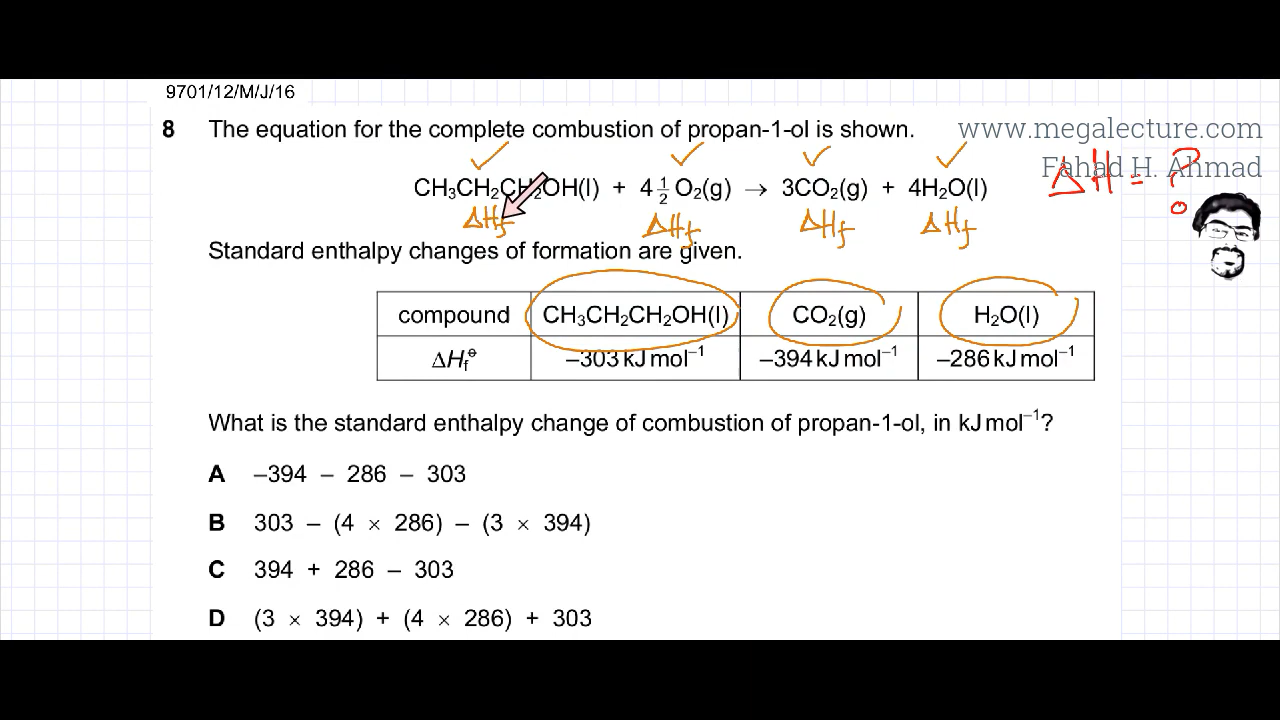 9701/12/M/J/16
8 The equation for the complete combustion of propan-1-ol is shown.
www.megalecture.com
Fahad H. Ahmad
CH₃CH₂CH₂OH(l) + 4½O₂(g) → 3CO₂(g) + 4H₂O(l)
ΔH = ?
ΔHf ΔHf ΔHf ΔHf
Standard enthalpy changes of formation are given.
compound CH₃CH₂CH₂OH(l) CO₂(g) H₂O(l)
ΔHf⦵ –303 kJ mol⁻¹ –394 kJ mol⁻¹ –286 kJ mol⁻¹
What is the standard enthalpy change of combustion of propan-1-ol, in kJ mol⁻¹?
A –394 – 286 – 303
B 303 – (4 × 286) – (3 × 394)
C 394 + 286 – 303
D (3 × 394) + (4 × 286) + 303